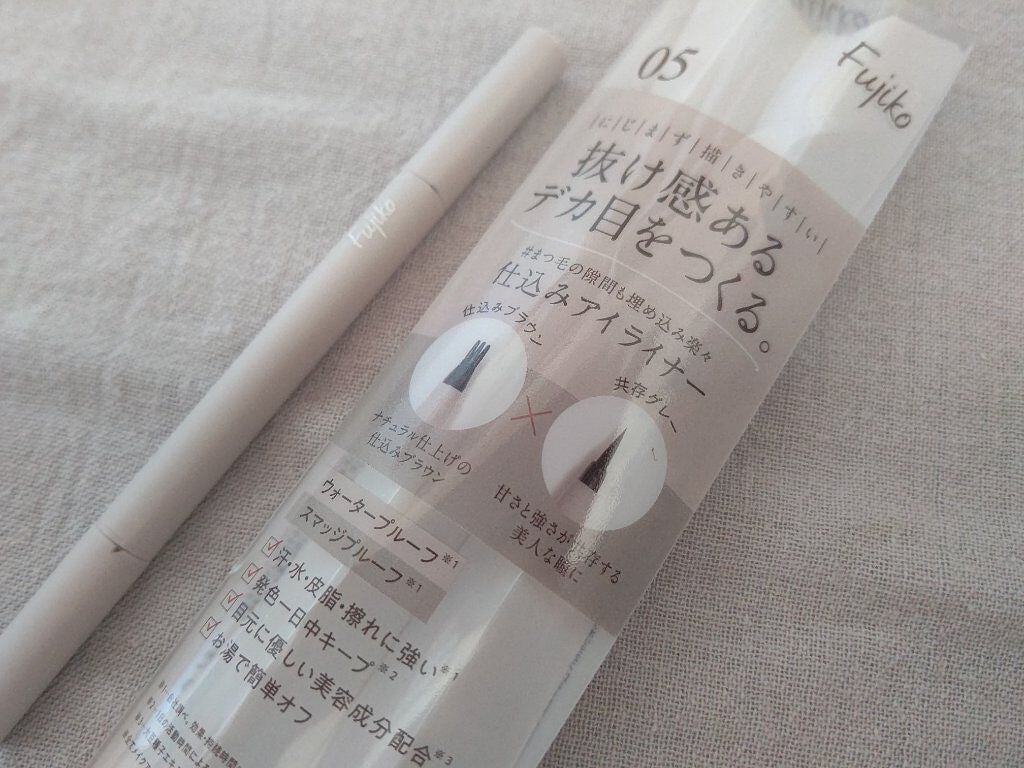 Fujiko
05
Fujiko
|に|じ|ま|ず|描|き|や|す|い|
抜け感ある
デカ目をつくる。
#まつ毛の隙間も埋め込み楽々
仕込みアイライナー
仕込みブラウン
共存グレー
ナチュラル仕上げの
仕込みブラウン
甘さと強さが共存する
美人な瞳に
ウォータープルーフ※1
スマッジプルーフ※1
汗・水・皮脂・擦れに強い※1
発色一日中キープ※2
目元に優しい美容成分配合※3
お湯で簡単オフ